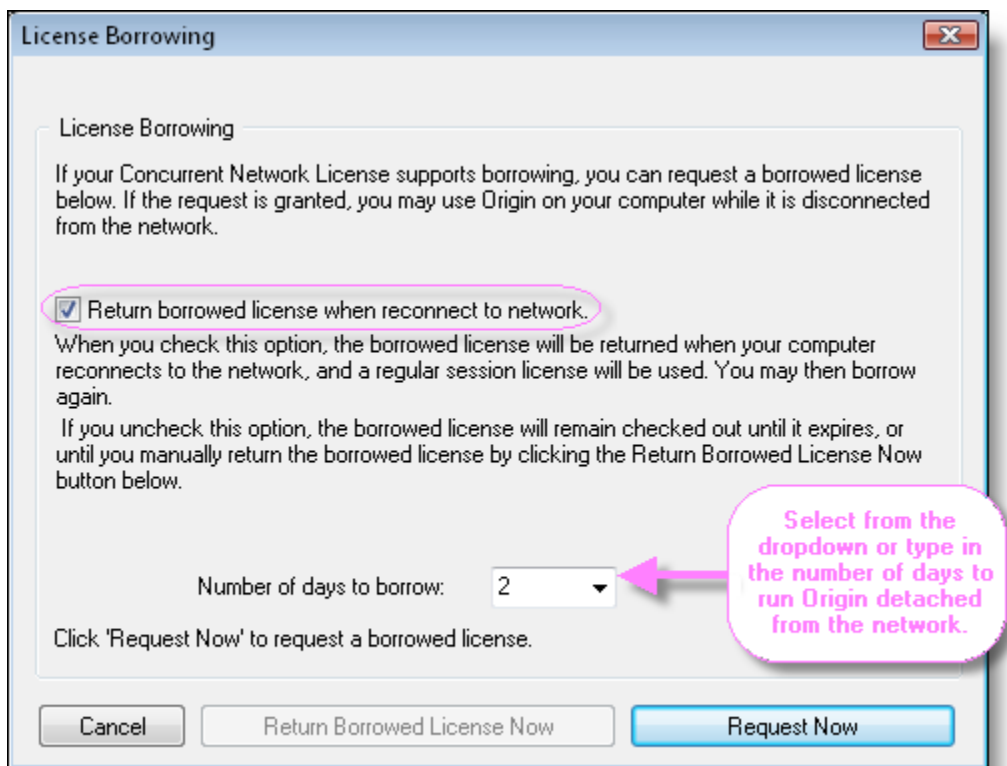 License Borrowing
License Borrowing
If your Concurrent Network License supports borrowing, you can request a borrowed license
below. If the request is granted, you may use Origin on your computer while it is disconnected
from the network.
Return borrowed license when reconnect to network.
When you check this option, the borrowed license will be returned when your computer
reconnects to the network, and a regular session license will be used. You may then borrow
again.
If you uncheck this option, the borrowed license will remain checked out until it expires, or
until you manually return the borrowed license by clicking the Return Borrowed License Now
button below.
Select from the
dropdown or type in
the number of days to
run Origin detached
from the network.
Number of days to borrow: 2
Click 'Request Now' to request a borrowed license.
Cancel Return Borrowed License Now Request Now